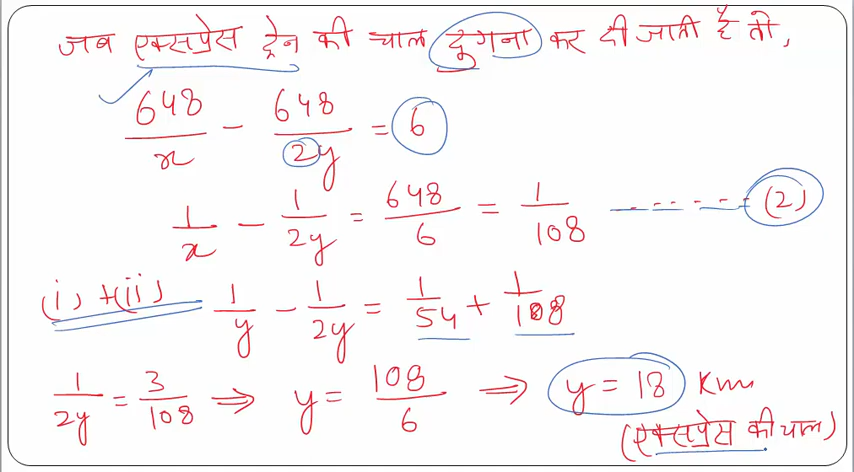 जब एक्सप्रेस ट्रेन की चाल दुगना कर दी जाती है तो,
648/x − 648/2y = 6
1/x − 1/2y = 648/6 = 1/108 ------- (2)
(i) +(ii) 1/y − 1/2y = 1/54 + 1/108
1/2y = 3/108 ⟹ y = 108/6 ⟹ y = 18 Km
(एक्सप्रेस की चाल)